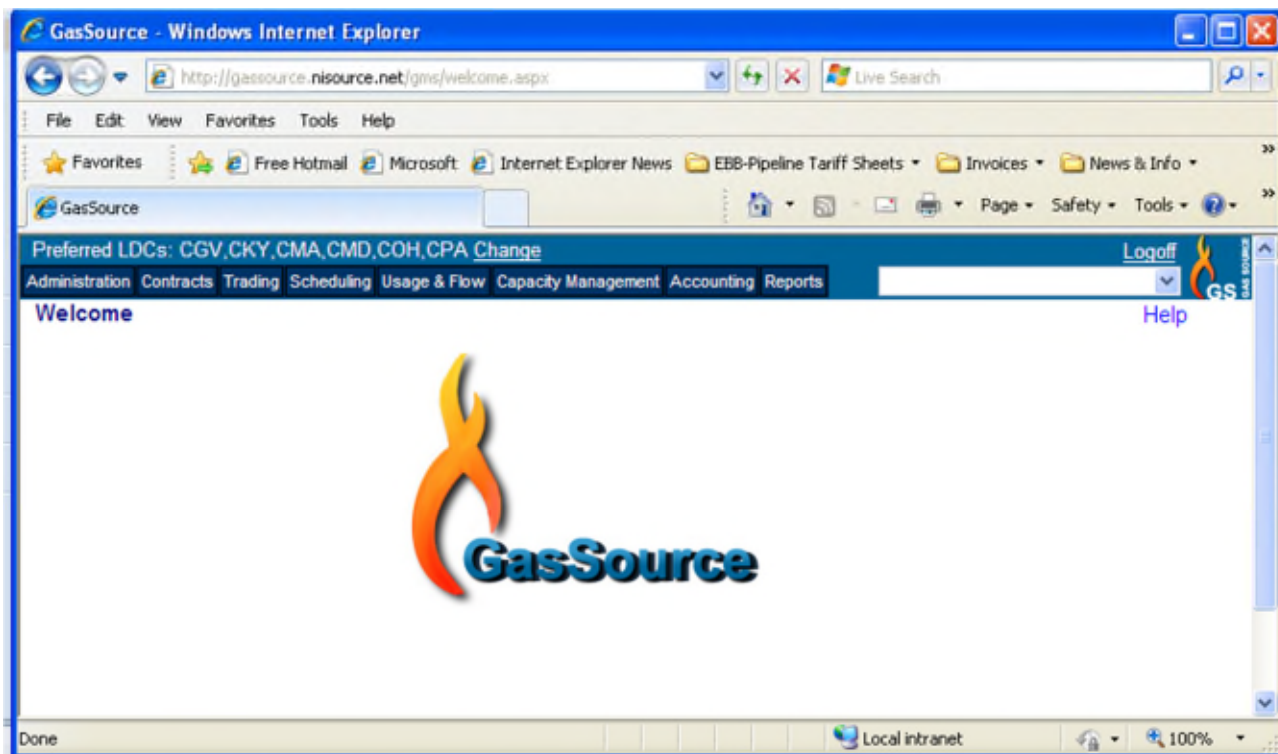 GasSource - Windows Internet Explorer
http://gassource.nisource.net/gms/welcome.aspx
Live Search
File Edit View Favorites Tools Help
Favorites Free Hotmail Microsoft Internet Explorer News EBB-Pipeline Tariff Sheets Invoices News & Info
GasSource Page Safety Tools
Preferred LDCs: CGV,CKY,CMA,CMD,COH,CPA Change Logoff
Administration Contracts Trading Scheduling Usage & Flow Capacity Management Accounting Reports
GS GAS SOURCE
Welcome Help
GasSource
Done Local intranet 100%